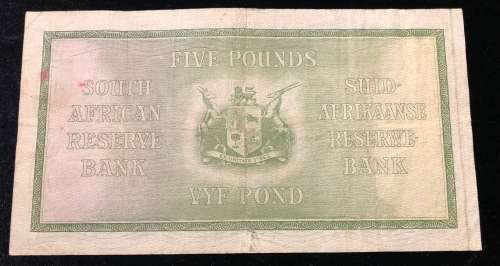 FIVE POUNDS
SOUTH
AFRICAN
RESERVE
BANK
SUID-
AFRIKAANSE
RESERWE-
BANK
VYF POND